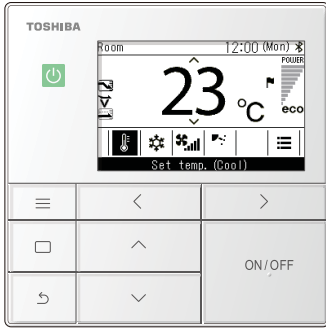 TOSHIBA
Room 12:00 (Mon)
POWER
23 °C
eco
Set temp. (Cool)
ON/OFF